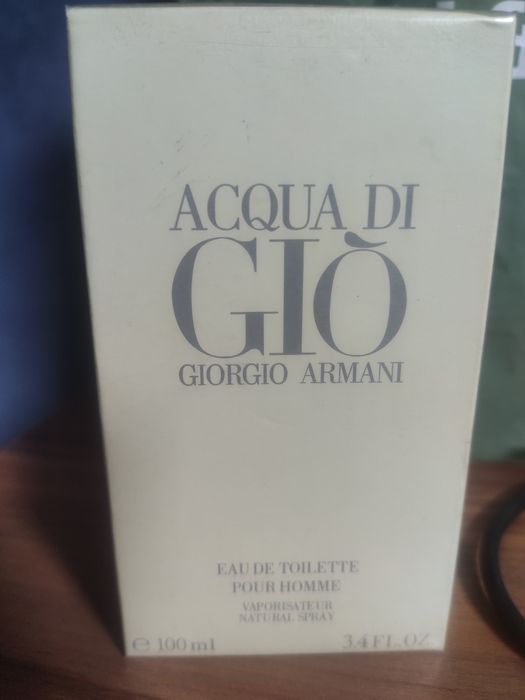 ACQUA DI
GIÒ
GIORGIO ARMANI
EAU DE TOILETTE
POUR HOMME
VAPORISATEUR
NATURAL SPRAY
℮ 100 ml 3.4 FL. OZ.